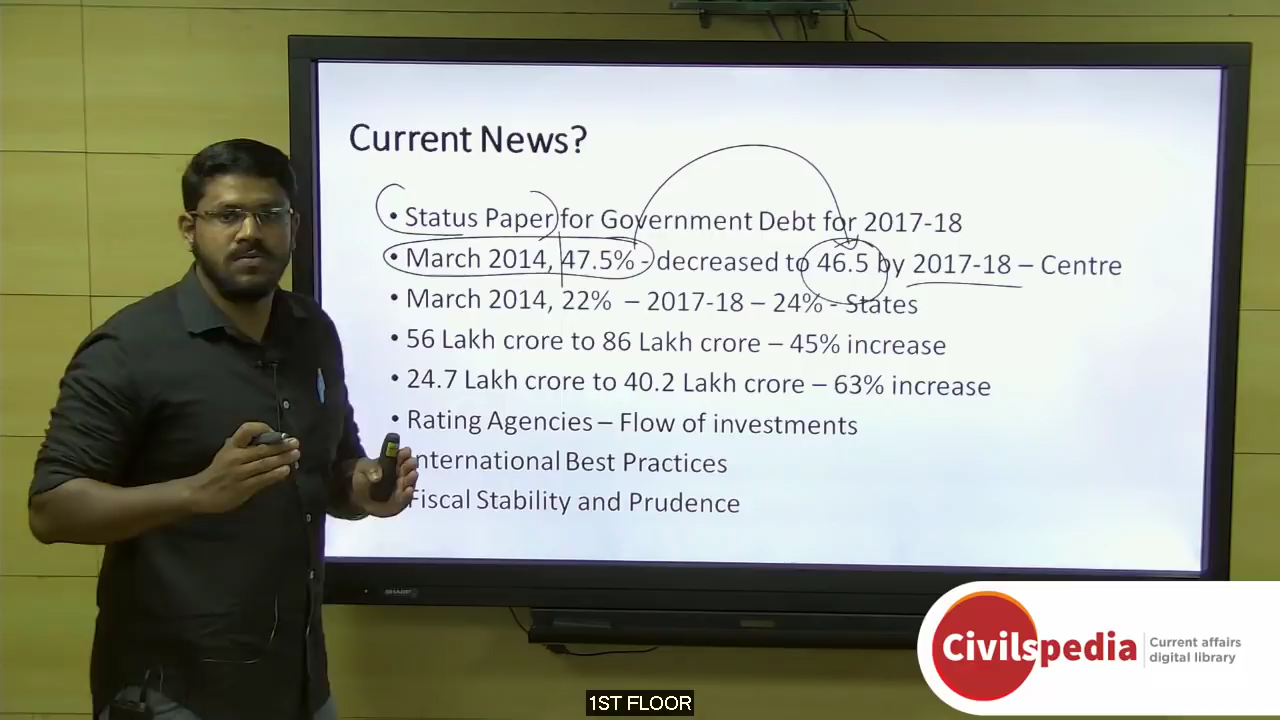 Current News?
• Status Paper for Government Debt for 2017-18
• March 2014, 47.5% - decreased to 46.5 by 2017-18 – Centre
• March 2014, 22% – 2017-18 – 24% - States
• 56 Lakh crore to 86 Lakh crore – 45% increase
• 24.7 Lakh crore to 40.2 Lakh crore – 63% increase
• Rating Agencies – Flow of investments
nternational Best Practices
Fiscal Stability and Prudence
SHARP
Civilspedia
Current affairs
digital library
1ST FLOOR